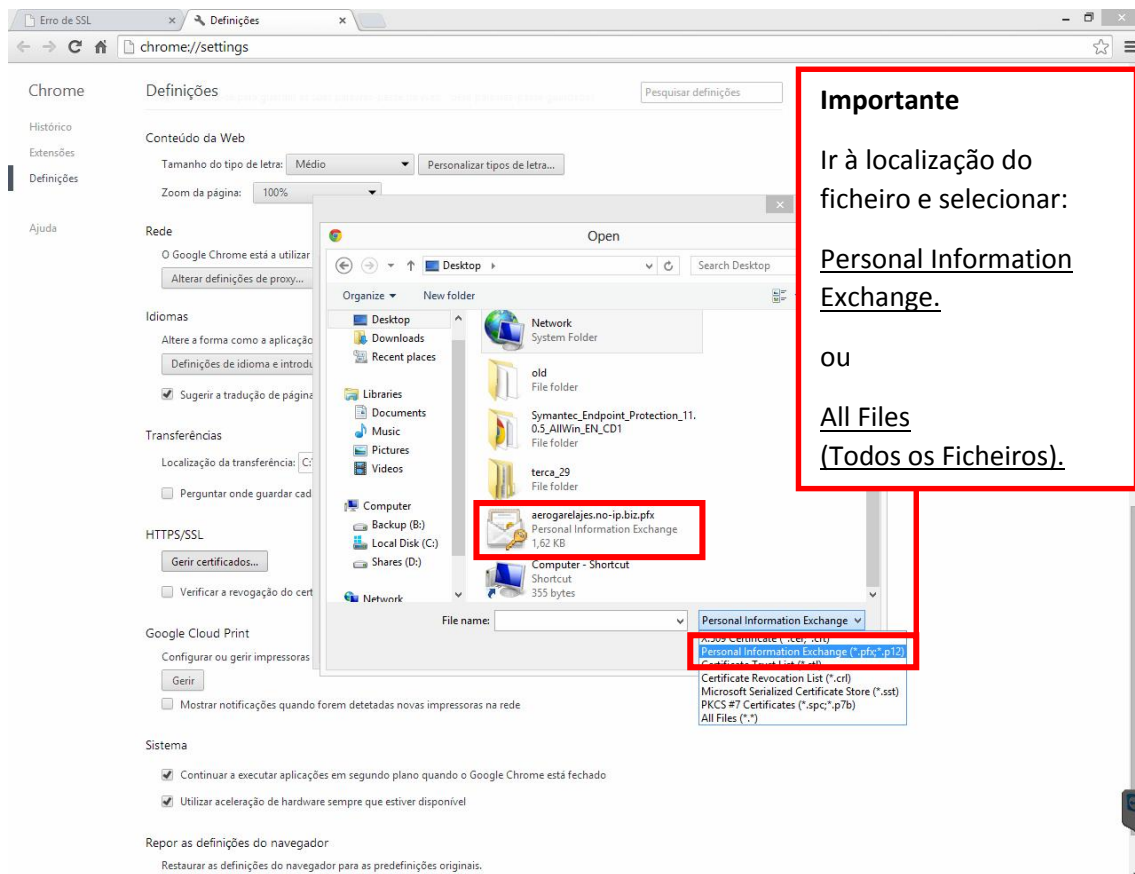 Erro de SSL
Definições
chrome://settings
Chrome
Histórico
Extensões
Definições
Ajuda
Definições
Pesquisar definições
Conteúdo da Web
Tamanho do tipo de letra: Médio
Personalizar tipos de letra...
Zoom da página: 100%
Rede
O Google Chrome está a utilizar
Alterar definições de proxy...
Idiomas
Altere a forma como a aplicação
Definições de idioma e introdu
Sugerir a tradução de página
Transferências
Localização da transferência: C:
Perguntar onde guardar cad
HTTPS/SSL
Gerir certificados...
Verificar a revogação do cert
Google Cloud Print
Configurar ou gerir impressoras
Gerir
Mostrar notificações quando forem detetadas novas impressoras na rede
Sistema
Continuar a executar aplicações em segundo plano quando o Google Chrome está fechado
Utilizar aceleração de hardware sempre que estiver disponível
Repor as definições do navegador
Restaurar as definições do navegador para as predefinições originais.
Open
Desktop
Search Desktop
Organize
New folder
Desktop
Downloads
Recent places
Libraries
Documents
Music
Pictures
Videos
Computer
Backup (B:)
Local Disk (C:)
Shares (D:)
Network
Network
System Folder
old
File folder
Symantec_Endpoint_Protection_11.
0.5_AllWin_EN_CD1
File folder
terca_29
File folder
aerogarelajes.no-ip.biz.pfx
Personal Information Exchange
1,62 KB
Computer - Shortcut
Shortcut
355 bytes
File name:
Personal Information Exchange
X.509 Certificate (*.cer;*.crt)
Personal Information Exchange (*.pfx;*.p12)
Certificate Trust List (*.stl)
Certificate Revocation List (*.crl)
Microsoft Serialized Certificate Store (*.sst)
PKCS #7 Certificates (*.spc;*.p7b)
All Files (*.*)
Importante
Ir à localização do
ficheiro e selecionar:
Personal Information
Exchange.
ou
All Files
(Todos os Ficheiros).